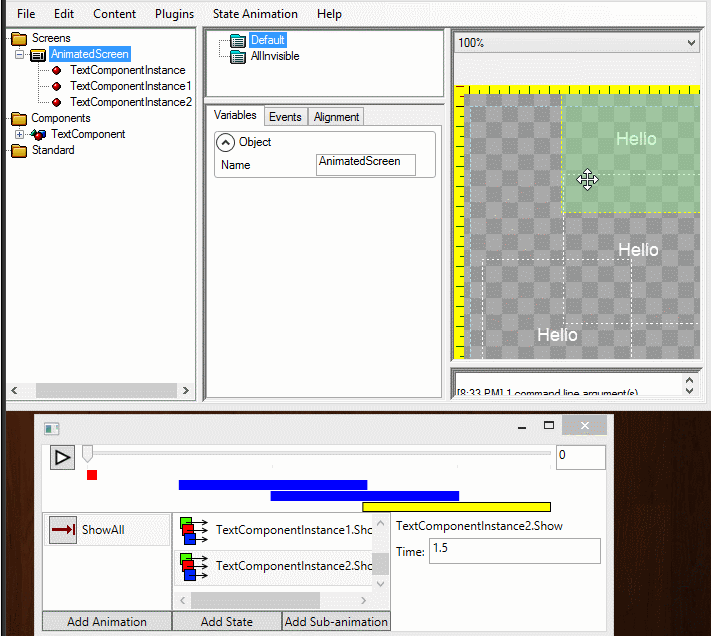 File Edit Content Plugins State Animation Help
Screens
AnimatedScreen
TextComponentInstance
TextComponentInstance1
TextComponentInstance2
Components
TextComponent
Standard
Default
AllInvisible
Variables Events Alignment
Object
Name AnimatedScreen
100%
Hello
Hello
Hello
[8:33 PM] 1 command line argument(s)
0
ShowAll
TextComponentInstance1.Sho
TextComponentInstance2.Sho
TextComponentInstance2.Show
Time: 1.5
Add Animation Add State Add Sub-animation